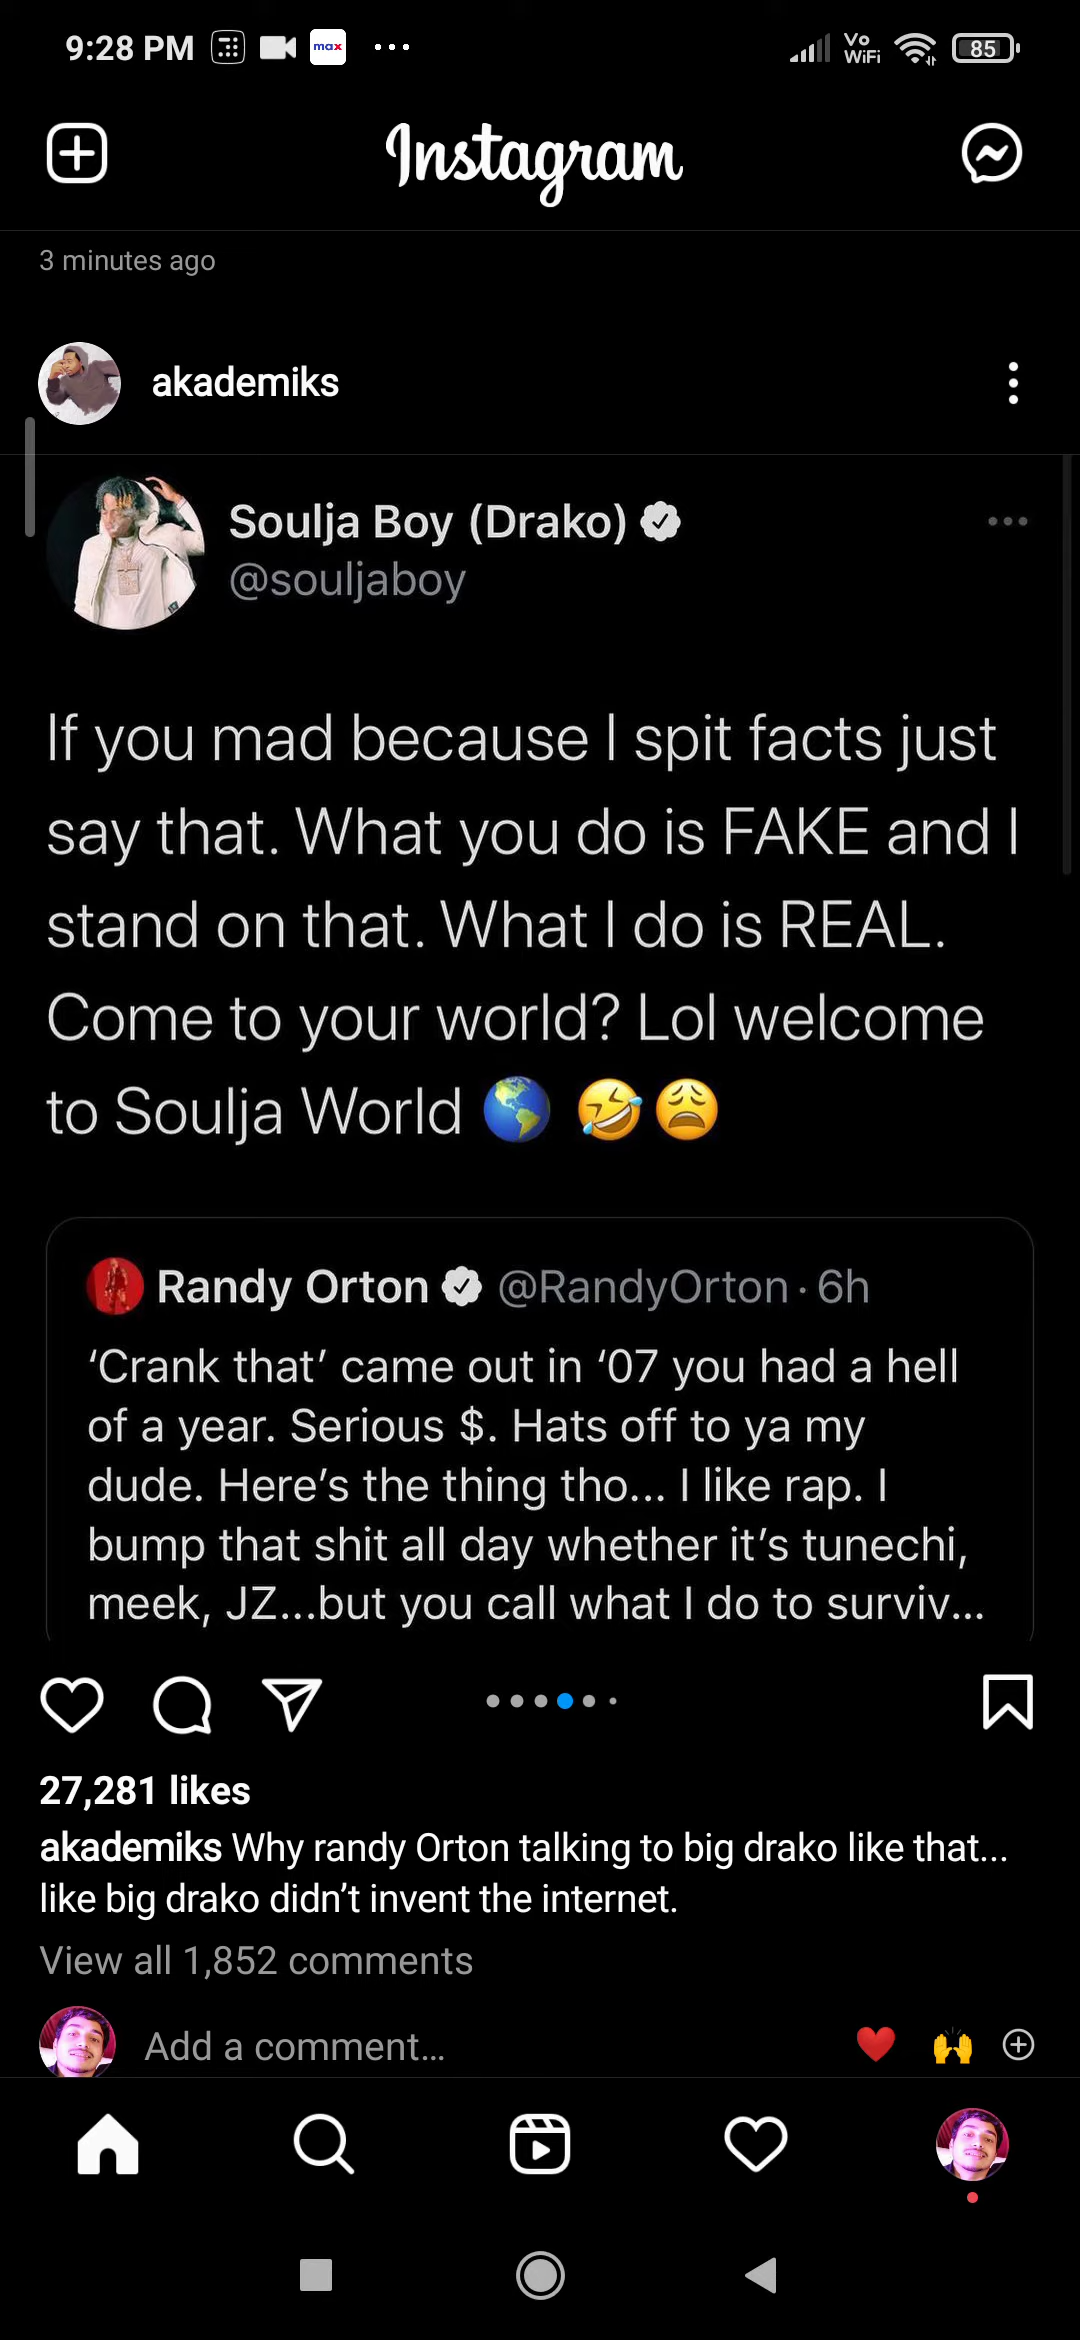 9:28 PM
max
Vo
WiFi
85
Instagram
3 minutes ago
akademiks
Soulja Boy (Drako)
@souljaboy
If you mad because I spit facts just
say that. What you do is FAKE and I
stand on that. What I do is REAL.
Come to your world? Lol welcome
to Soulja World 🌎 🤣😩
Randy Orton @RandyOrton · 6h
‘Crank that’ came out in ‘07 you had a hell
of a year. Serious $. Hats off to ya my
dude. Here’s the thing tho... I like rap. I
bump that shit all day whether it’s tunechi,
meek, JZ...but you call what I do to surviv...
27,281 likes
akademiks Why randy Orton talking to big drako like that...
like big drako didn’t invent the internet.
View all 1,852 comments
Add a comment...